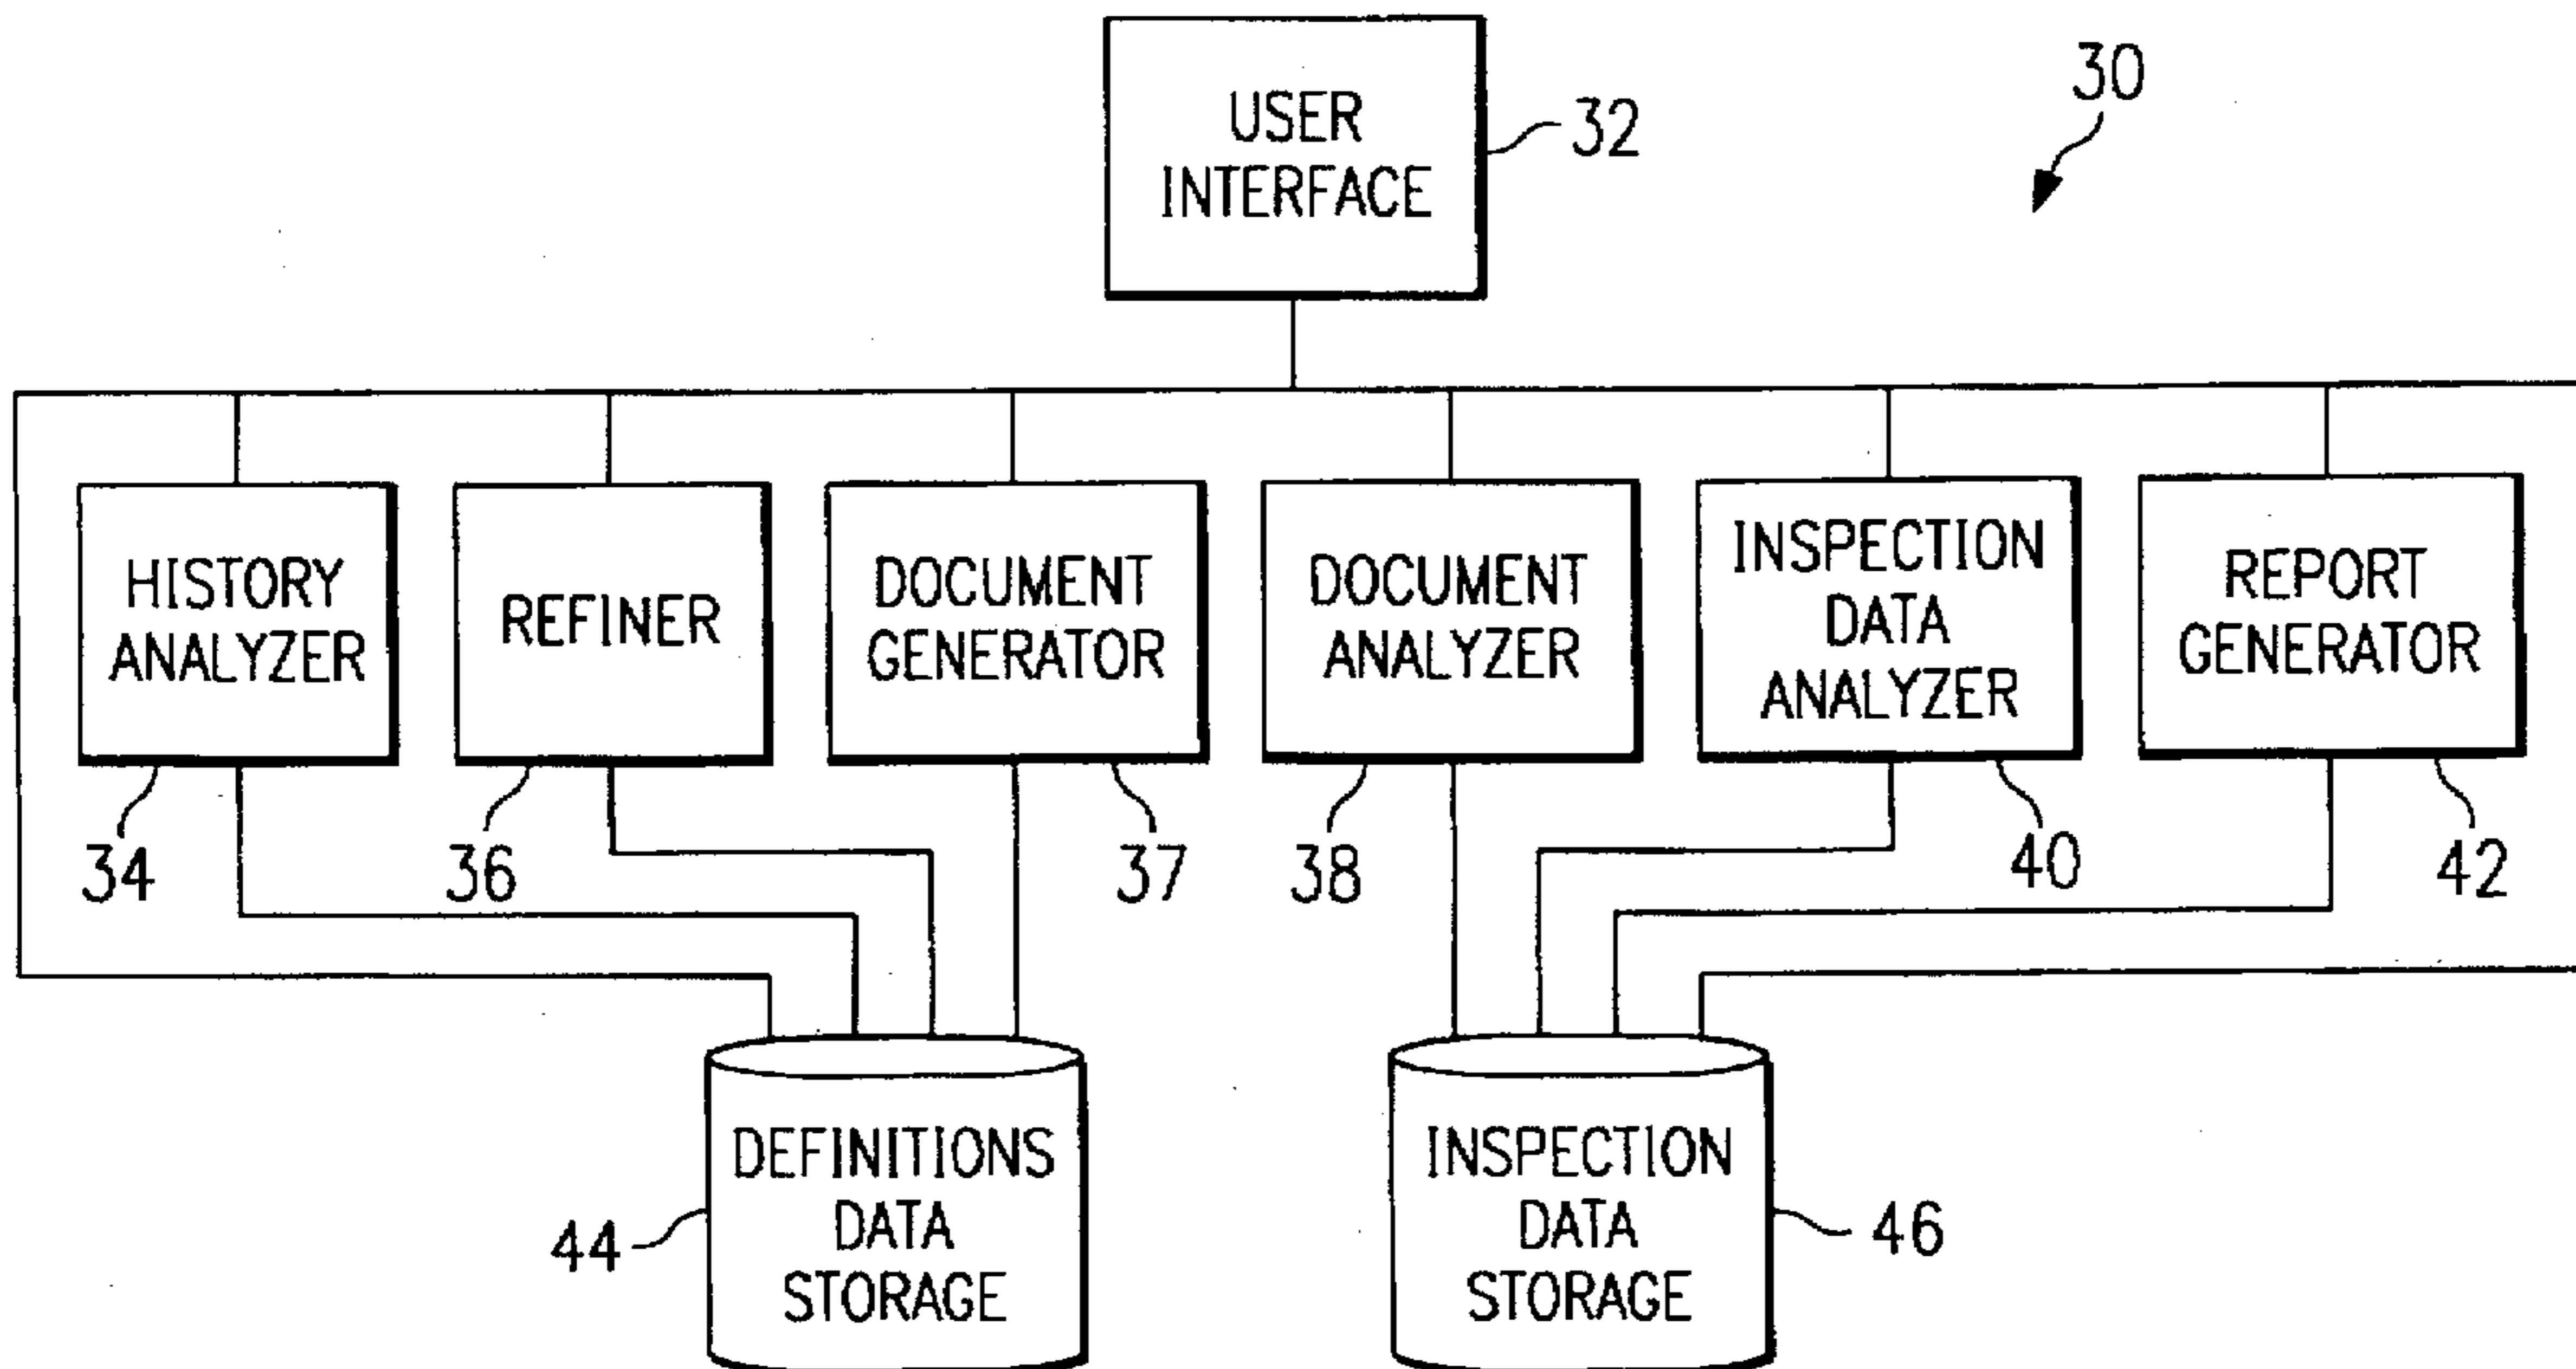 USER
INTERFACE
32
30
HISTORY
ANALYZER
REFINER
DOCUMENT
GENERATOR
DOCUMENT
ANALYZER
INSPECTION
DATA
ANALYZER
REPORT
GENERATOR
34
36
37
38
40
42
DEFINITIONS
DATA
STORAGE
44
INSPECTION
DATA
STORAGE
46